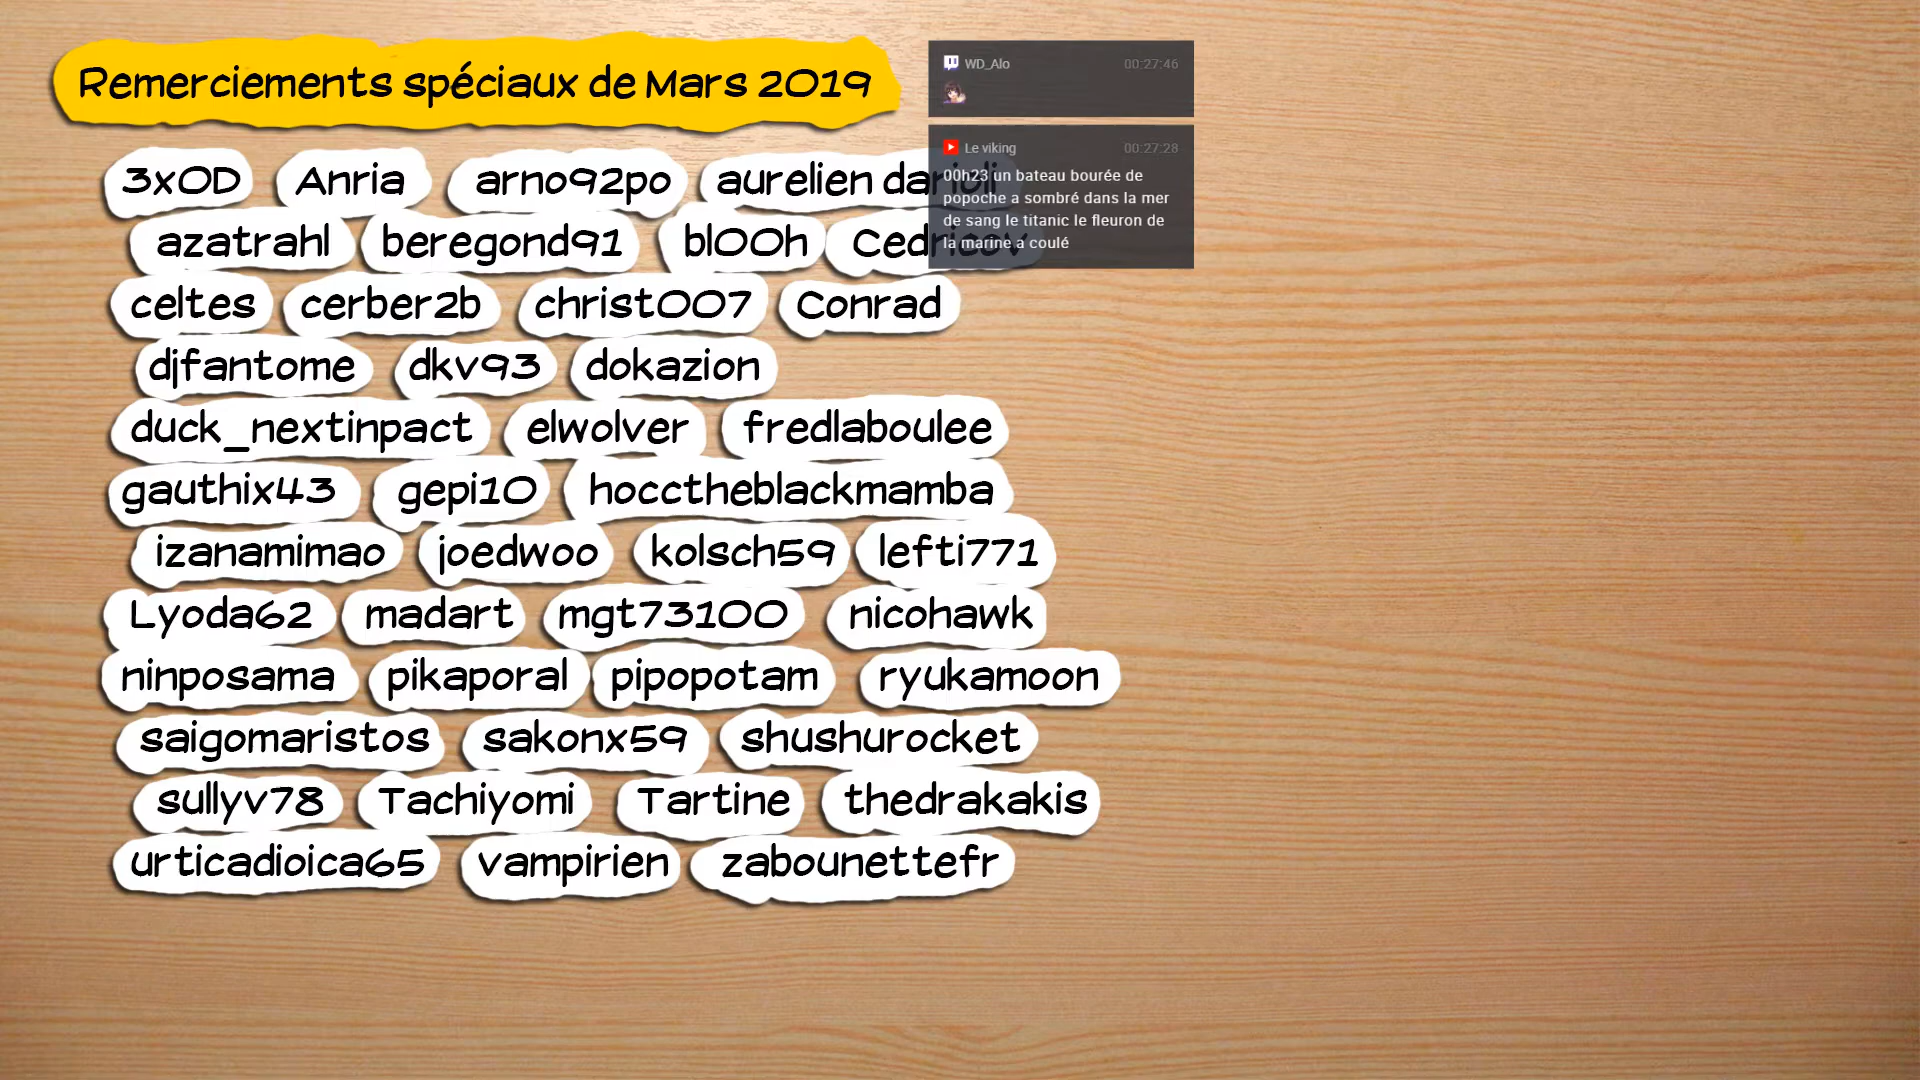 Remerciements spéciaux de Mars 2019
3xOD Anria arno92po aurelien darioli
azatrahl beregond91 bl00h Cedricov
celtes cerber2b christ007 Conrad
djfantome dkv93 dokazion
duck_nextinpact elwolver fredlaboulee
gauthix43 gepi10 hocctheblackmamba
izanamimao joedwoo kolsch59 lefti771
Lyoda62 madart mgt73100 nicohawk
ninposama pikaporal pipopotam ryukamoon
saigomaristos sakonx59 shushurocket
sullyv78 Tachiyomi Tartine thedrakakis
urticadioica65 vampirien zabounettefr
WD_Alo 00:27:46
Le viking 00:27:28
00h23 un bateau bourée de
popoche a sombré dans la mer
de sang le titanic le fleuron de
la marine a coulé